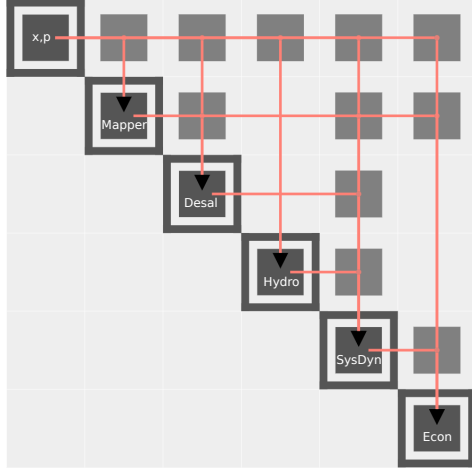 x,p
Mapper
Desal
Hydro
SysDyn
Econ